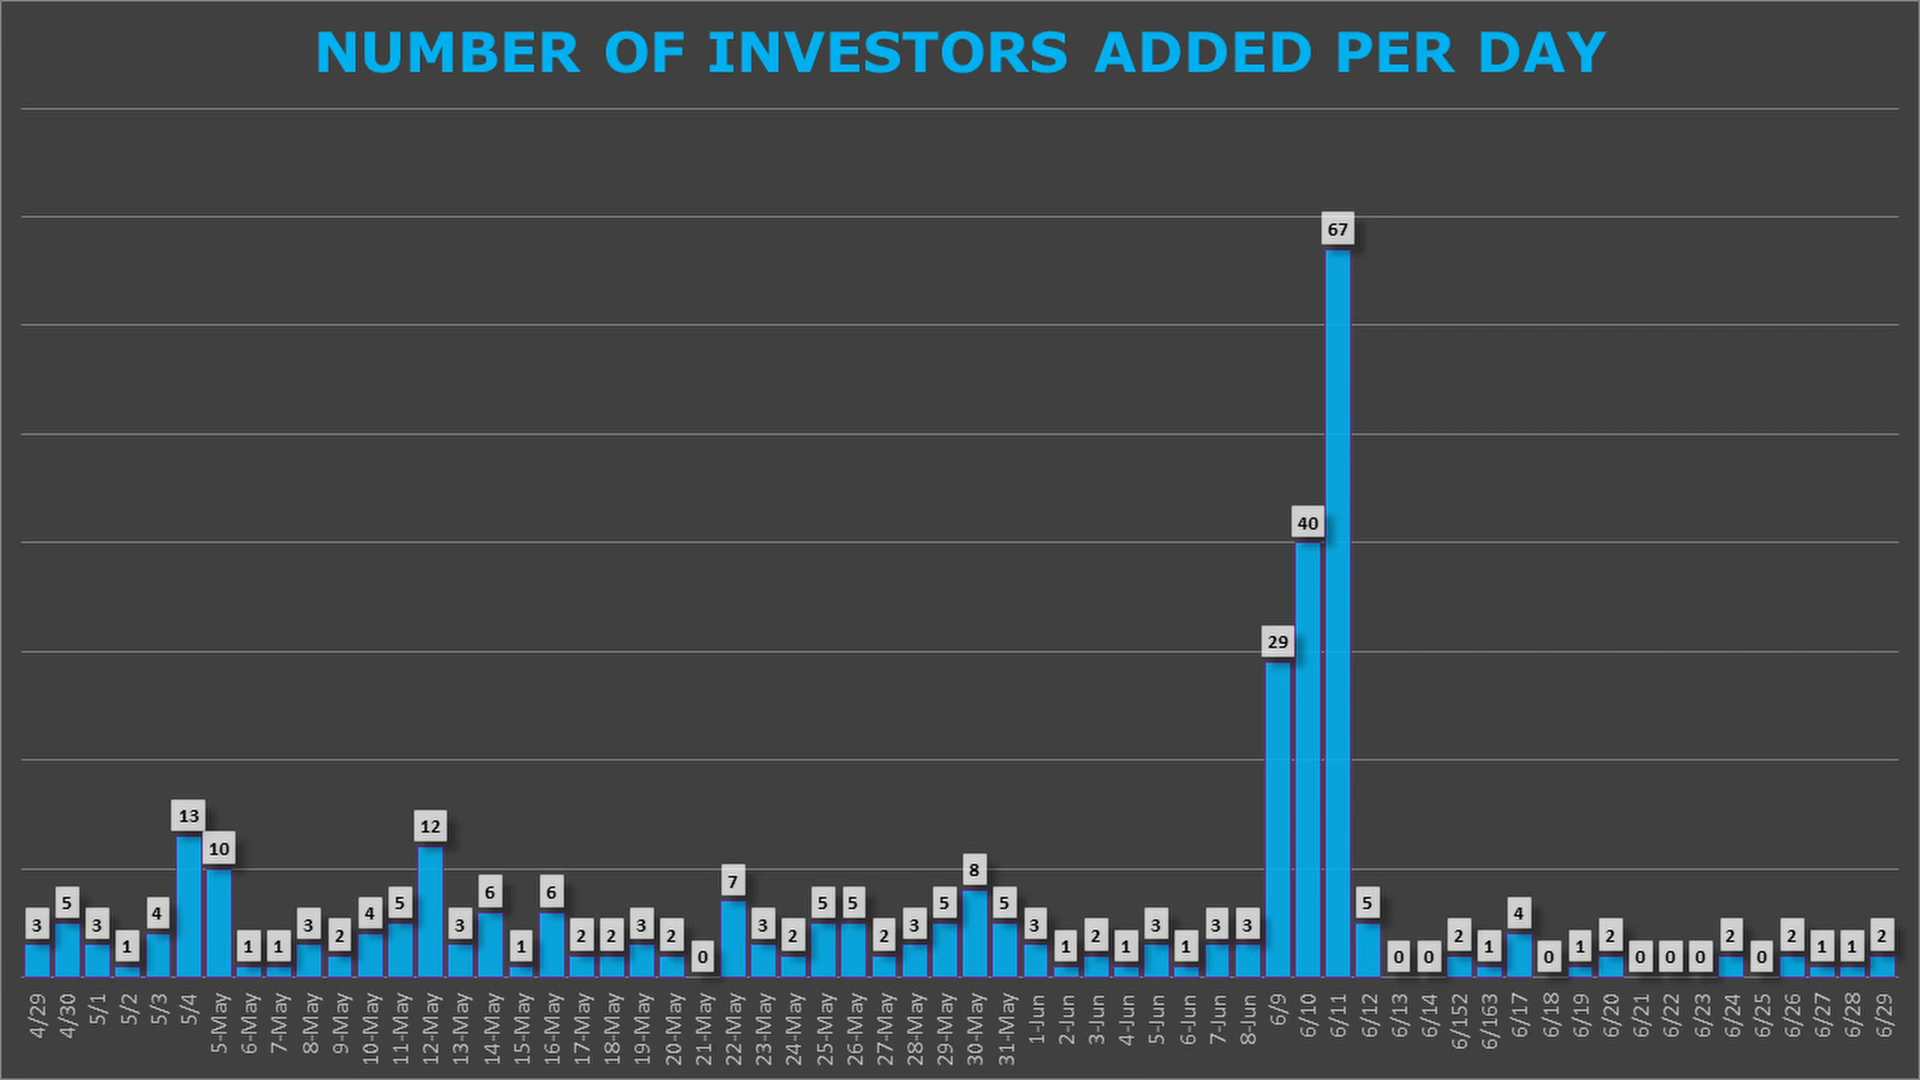 NUMBER OF INVESTORS ADDED PER DAY
67
40
29
13
10
12
3 5 3 1 4 1 1 3 2 4 5 3 6 1 6 2 2 3 2 0 7 3 2 5 5 2 3 5 8 5 3 1 2 1 3 1 3 3 5 0 0 2 1 4 0 1 2 0 0 0 2 0 2 1 1 2
4/29 4/30 5/1 5/2 5/3 5/4 5-May 6-May 7-May 8-May 9-May 10-May 11-May 12-May 13-May 14-May 15-May 16-May 17-May 18-May 19-May 20-May 21-May 22-May 23-May 24-May 25-May 26-May 27-May 28-May 29-May 30-May 31-May 1-Jun 2-Jun 3-Jun 4-Jun 5-Jun 6-Jun 7-Jun 8-Jun 6/9 6/10 6/11 6/12 6/13 6/14 6/152 6/163 6/17 6/18 6/19 6/20 6/21 6/22 6/23 6/24 6/25 6/26 6/27 6/28 6/29